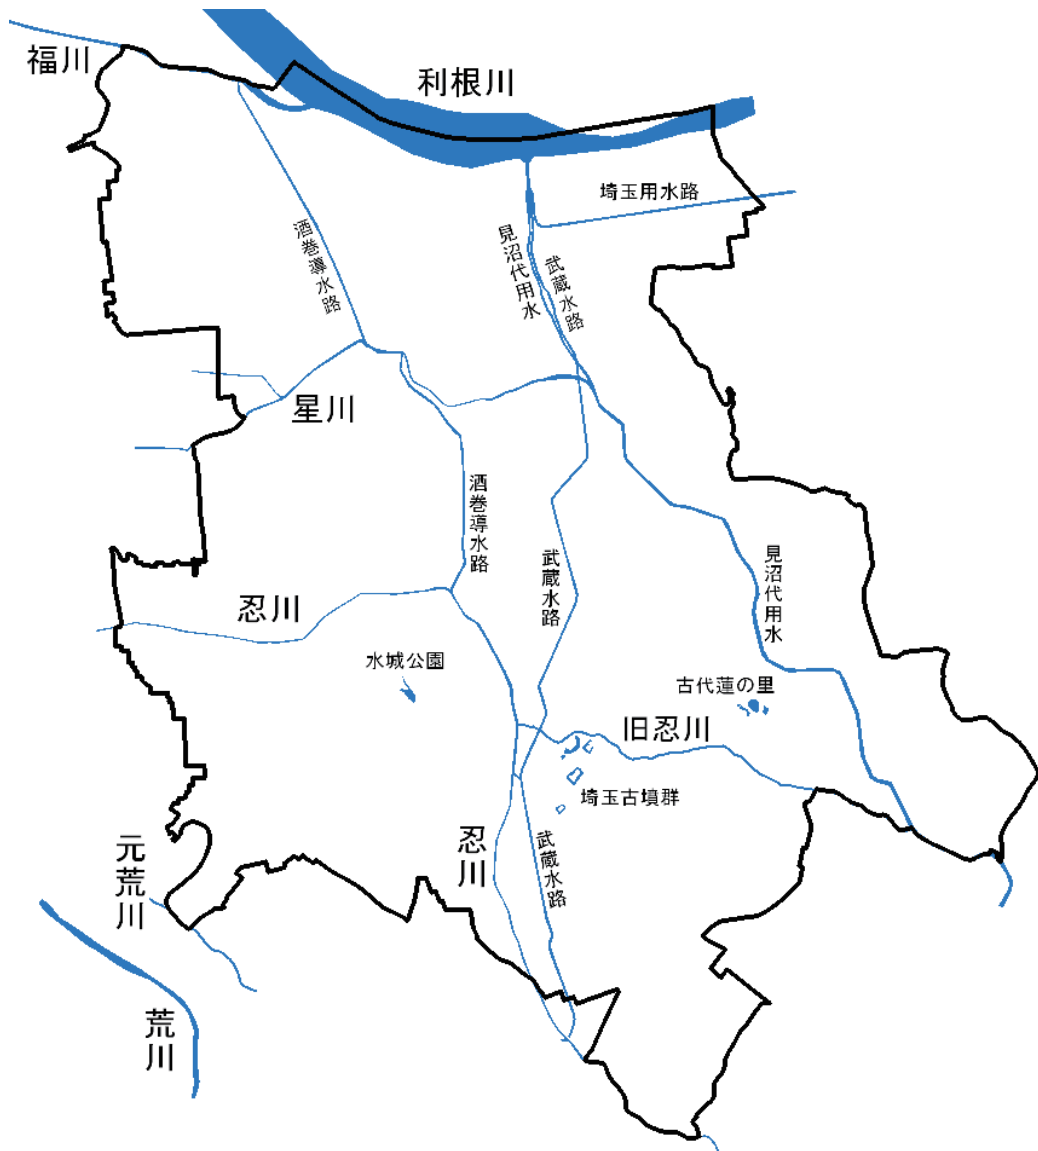 福川
利根川
埼玉用水路
酒巻導水路
見沼代用水
武蔵水路
星川
酒巻導水路
武蔵水路
見沼代用水
忍川
水城公園
古代蓮の里
旧忍川
埼玉古墳群
忍川
武蔵水路
元荒川
荒川